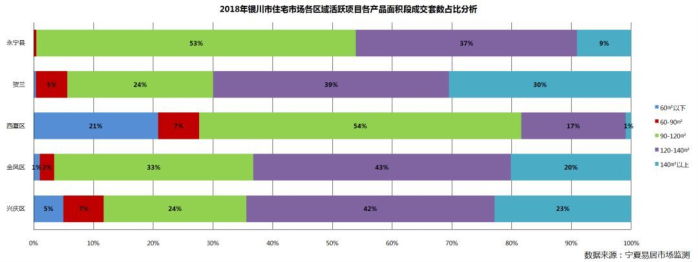 2018年银川市住宅市场各区域活跃项目各产品面积段成交套数占比分析
永宁县 53% 37% 9%
贺兰 5% 24% 39% 30%
西夏区 21% 7% 54% 17% 1%
金凤区 1% 2% 33% 43% 20%
兴庆区 5% 7% 24% 42% 23%
0% 10% 20% 30% 40% 50% 60% 70% 80% 90% 100%
60㎡以下
60-90㎡
90-120㎡
120-140㎡
140㎡以上
数据来源：宁夏易居市场监测